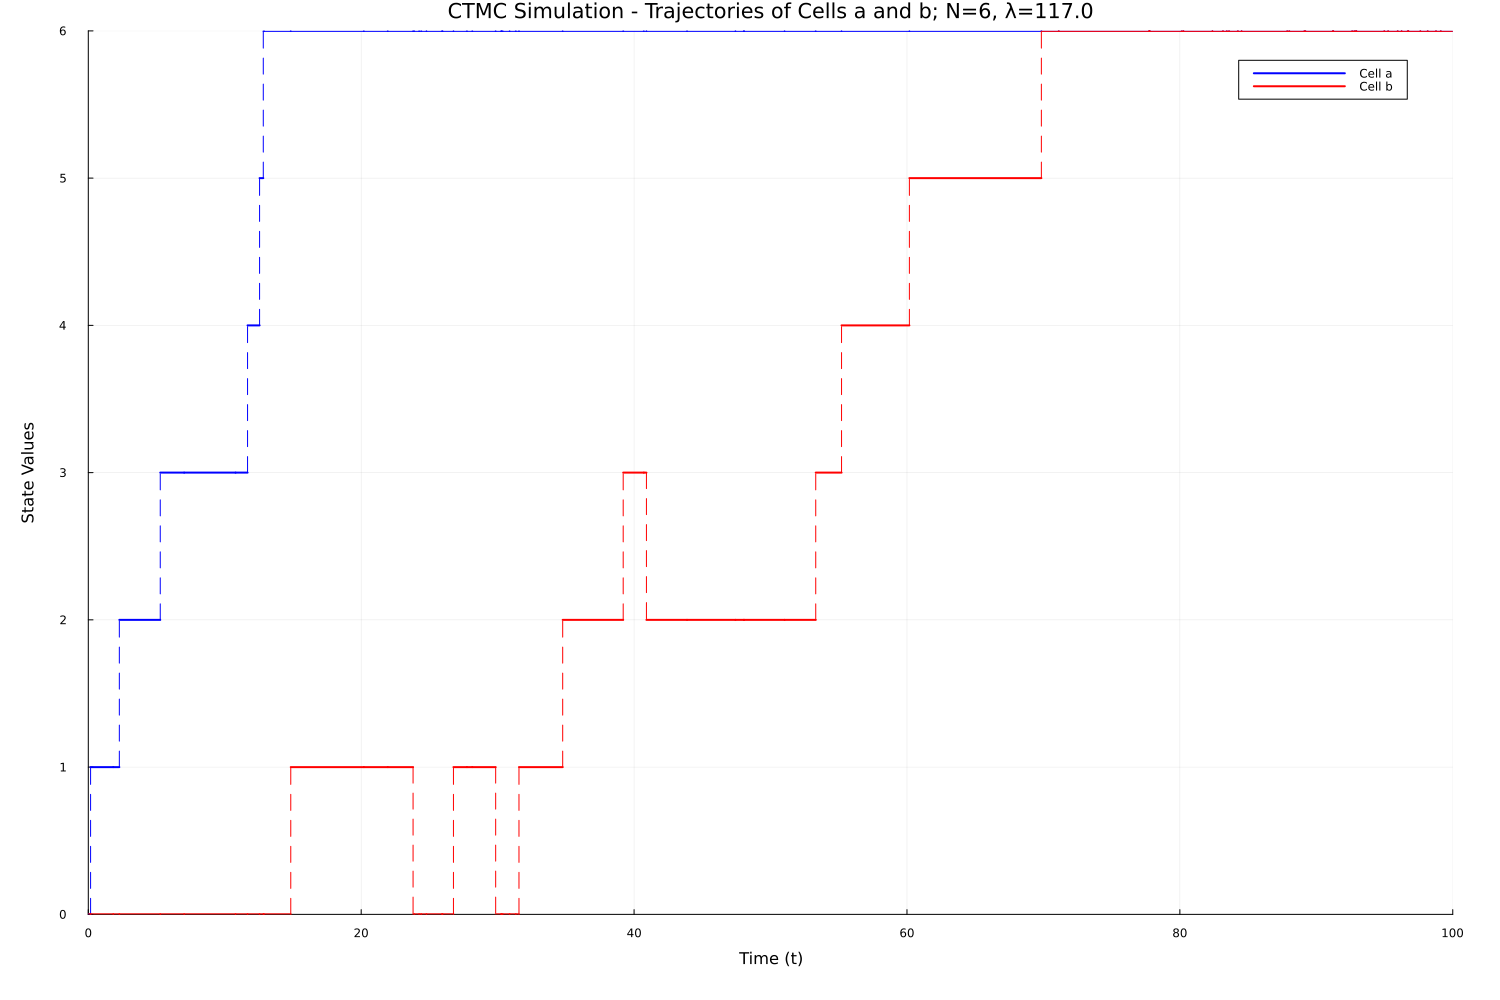 CTMC Simulation - Trajectories of Cells a and b; N=6, λ=117.0
6
Cell a
Cell b
5
4
State Values
3
2
1
0
0 20 40 60 80 100
Time (t)